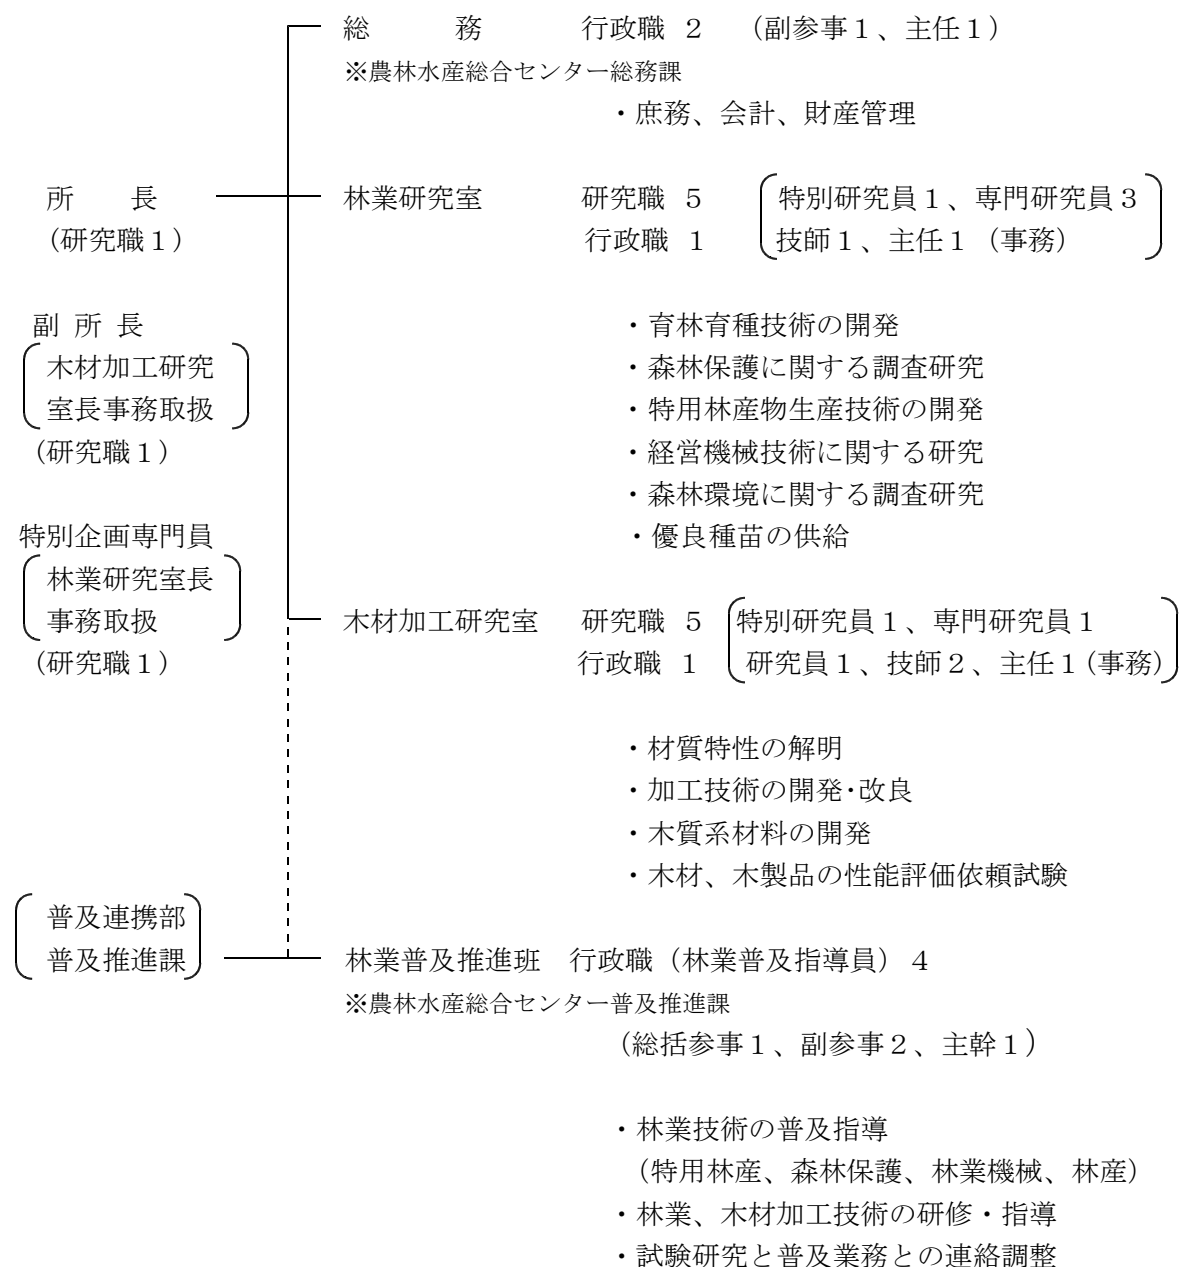 総　　務　行政職 ２　（副参事１、主任１）
※農林水産総合センター総務課
・庶務、会計、財産管理
所　　長　林業研究室　研究職 ５　特別研究員１、専門研究員３
（研究職１）　行政職 １　技師１、主任１（事務）
副 所 長　・育林育種技術の開発
木材加工研究　・森林保護に関する調査研究
室長事務取扱　・特用林産物生産技術の開発
（研究職１）　・経営機械技術に関する研究
・森林環境に関する調査研究
特別企画専門員　・優良種苗の供給
林業研究室長
事務取扱　木材加工研究室　研究職 ５　特別研究員１、専門研究員１
（研究職１）　行政職 １　研究員１、技師２、主任１（事務）
・材質特性の解明
・加工技術の開発・改良
・木質系材料の開発
・木材、木製品の性能評価依頼試験
普及連携部
普及推進課　林業普及推進班　行政職（林業普及指導員）４
※農林水産総合センター普及推進課
（総括参事１、副参事２、主幹１）
・林業技術の普及指導
（特用林産、森林保護、林業機械、林産）
・林業、木材加工技術の研修・指導
・試験研究と普及業務との連絡調整